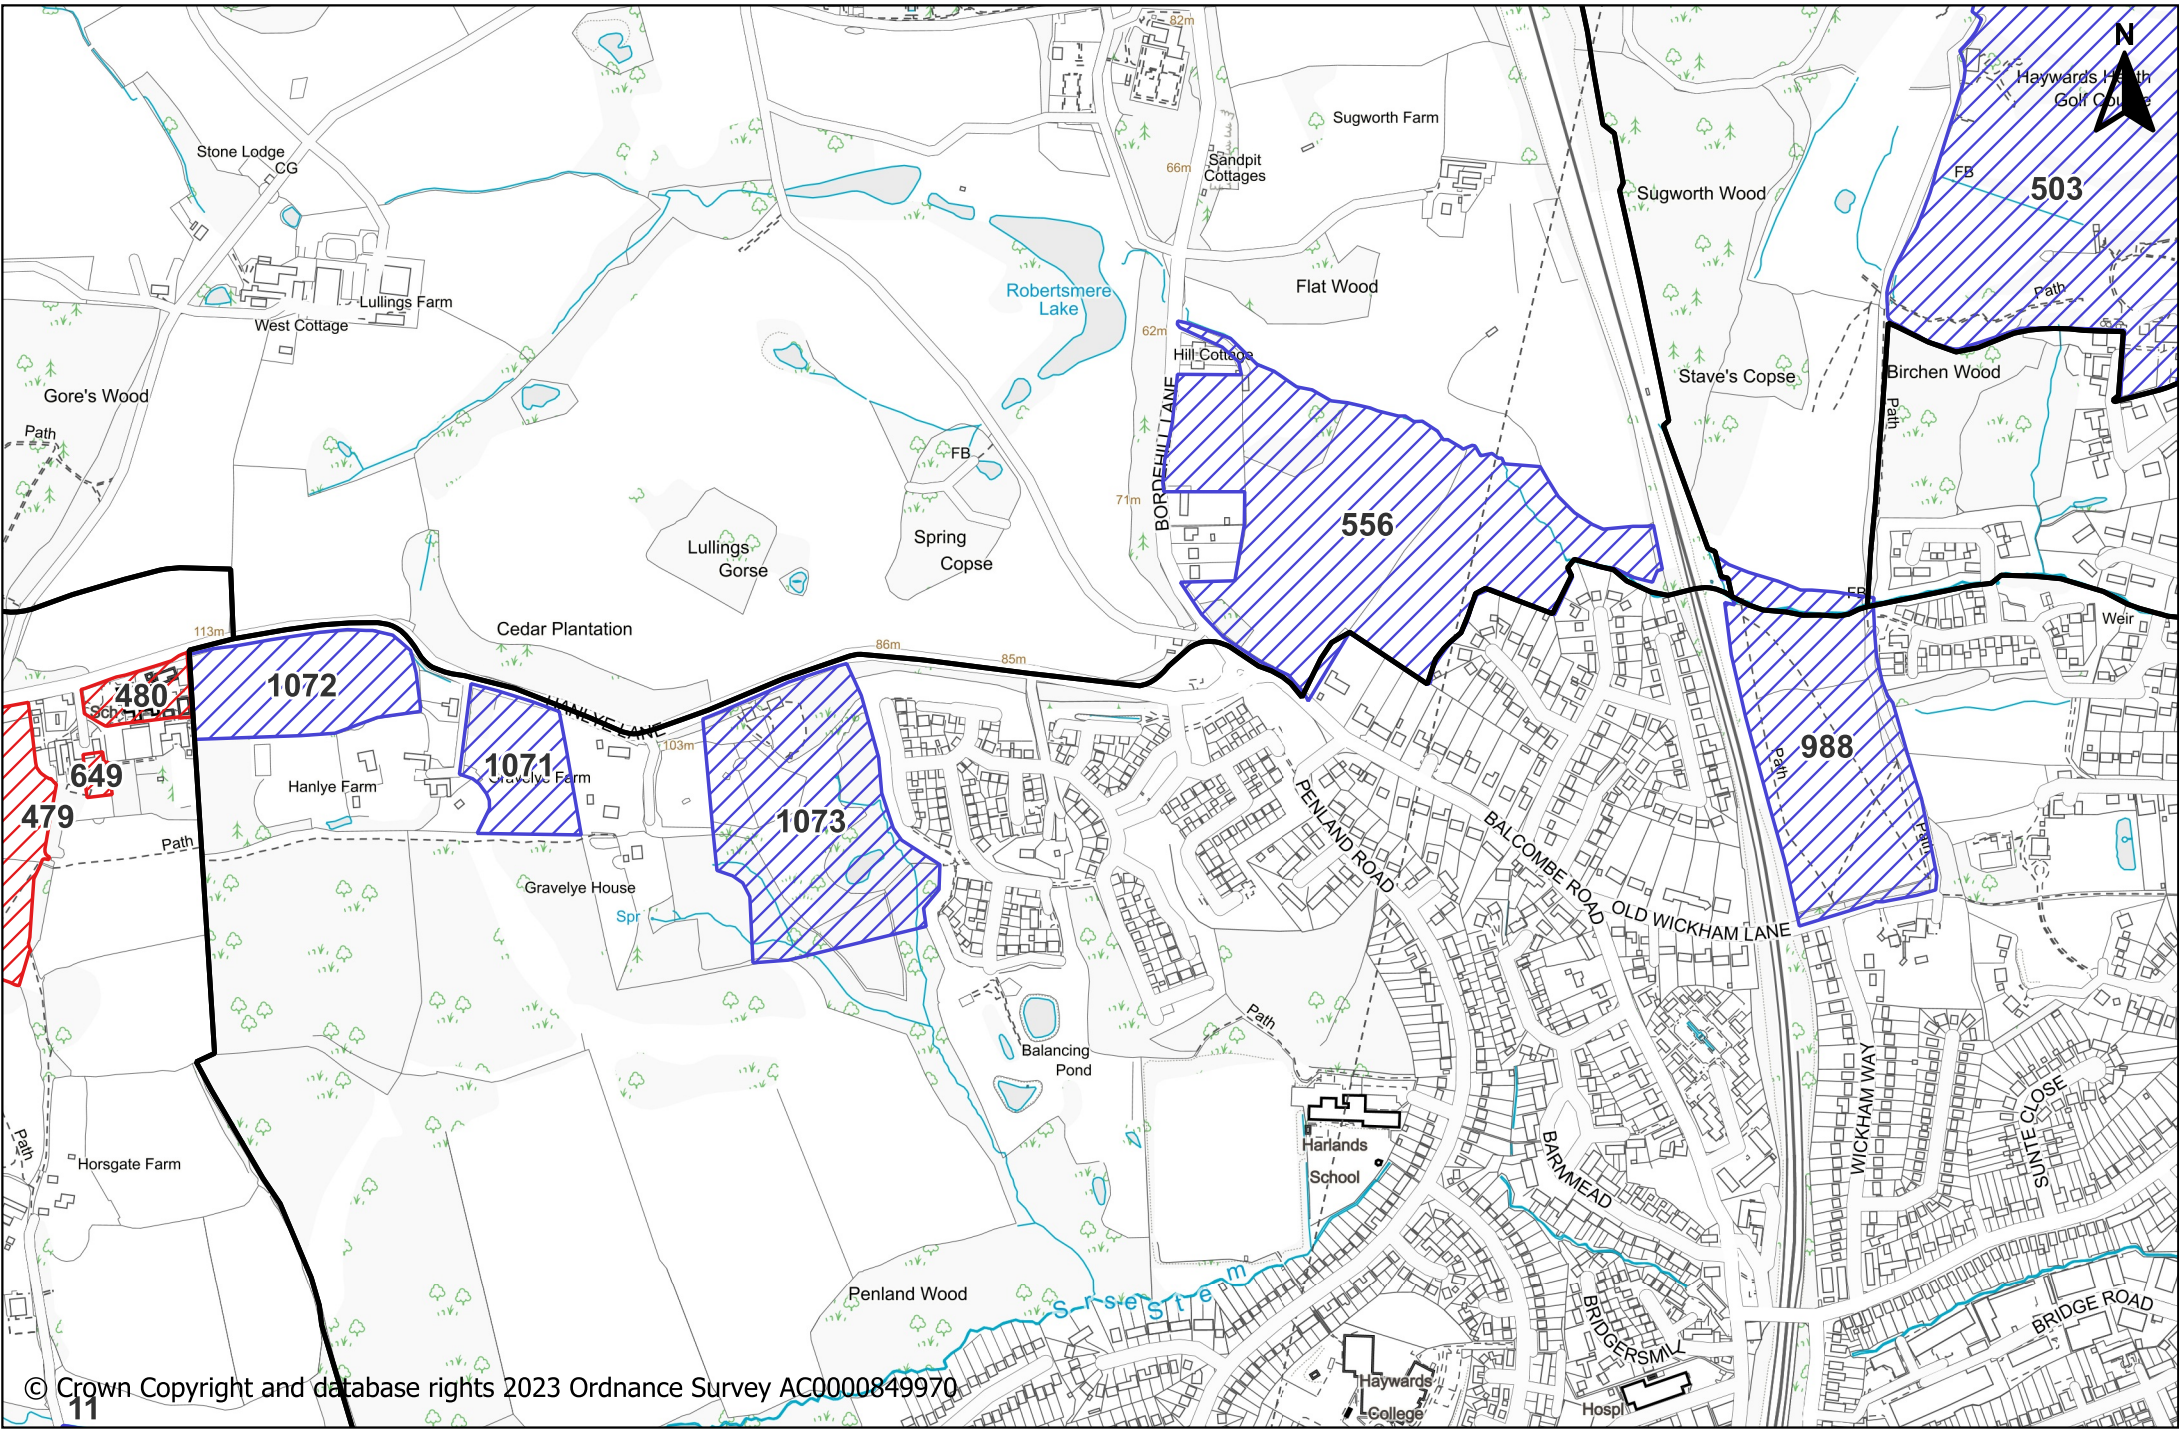 82m
N
Haywards Heath
Golf Course
Sugworth Farm
Stone Lodge
CG
Sandpit
Cottages
66m
FB
503
Sugworth Wood
Robertsmere
Lake
Flat Wood
Path
Lullings Farm
West Cottage
62m
Hill Cottage
Gore's Wood
Stave's Copse
Birchen Wood
Path
Path
BORDEHILL LANE
FB
71m
556
Spring
Copse
Lullings
Gorse
FB
Weir
113m
Cedar Plantation
86m
85m
480
Sch
1072
HANLYE LANE
103m
649
1071
Gravelye Farm
Hanlye Farm
479
1073
988
Path
Path
Path
PENLAND ROAD
BALCOMBE ROAD
OLD WICKHAM LANE
Gravelye House
Spr
Path
Balancing
Pond
Harlands
School
WICKHAM WAY
SUNTE CLOSE
BARNMEAD
Path
Horsgate Farm
Penland Wood
S-r-s-e S t e m
BRIDGERSMILL
BRIDGE ROAD
Haywards
College
Hospl
© Crown Copyright and database rights 2023 Ordnance Survey AC0000849970
11